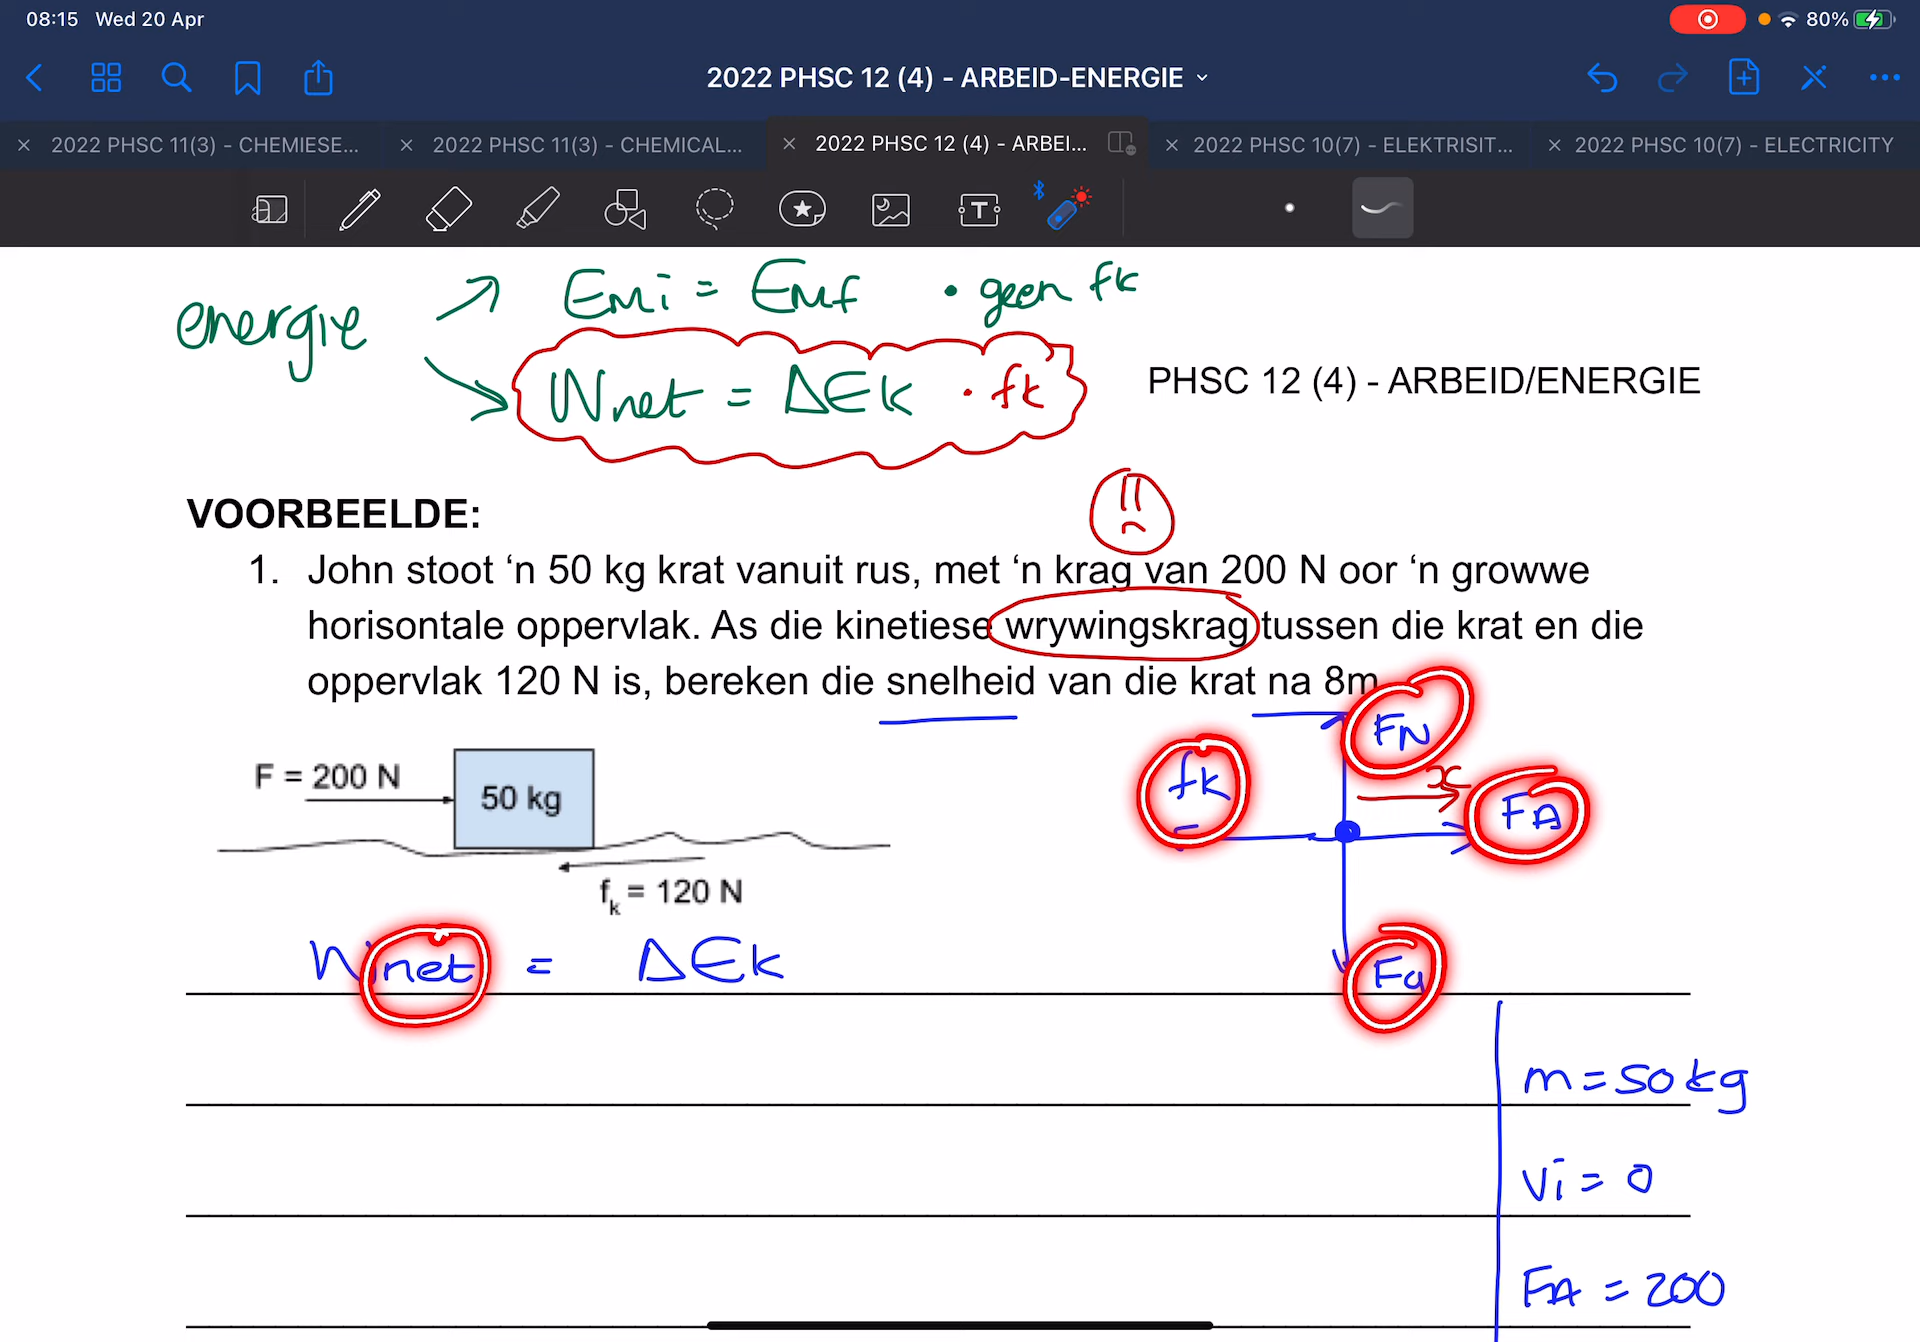 08:15 Wed 20 Apr
80%
2022 PHSC 12 (4) - ARBEID-ENERGIE
2022 PHSC 11(3) - CHEMIESE...
2022 PHSC 11(3) - CHEMICAL...
2022 PHSC 12 (4) - ARBEI...
2022 PHSC 10(7) - ELEKTRISIT...
2022 PHSC 10(7) - ELECTRICITY
T
energie
EMi = EMf • geen fk
Wnet = ΔEk • fk
PHSC 12 (4) - ARBEID/ENERGIE
VOORBEELDE:
1. John stoot ‘n 50 kg krat vanuit rus, met ‘n krag van 200 N oor ‘n growwe
horisontale oppervlak. As die kinetiese wrywingskrag tussen die krat en die
oppervlak 120 N is, bereken die snelheid van die krat na 8m
FN
fk
x
FA
F = 200 N
50 kg
fk = 120 N
Wnet = ΔEk
Fg
m = 50 kg
vi = 0
FA = 200